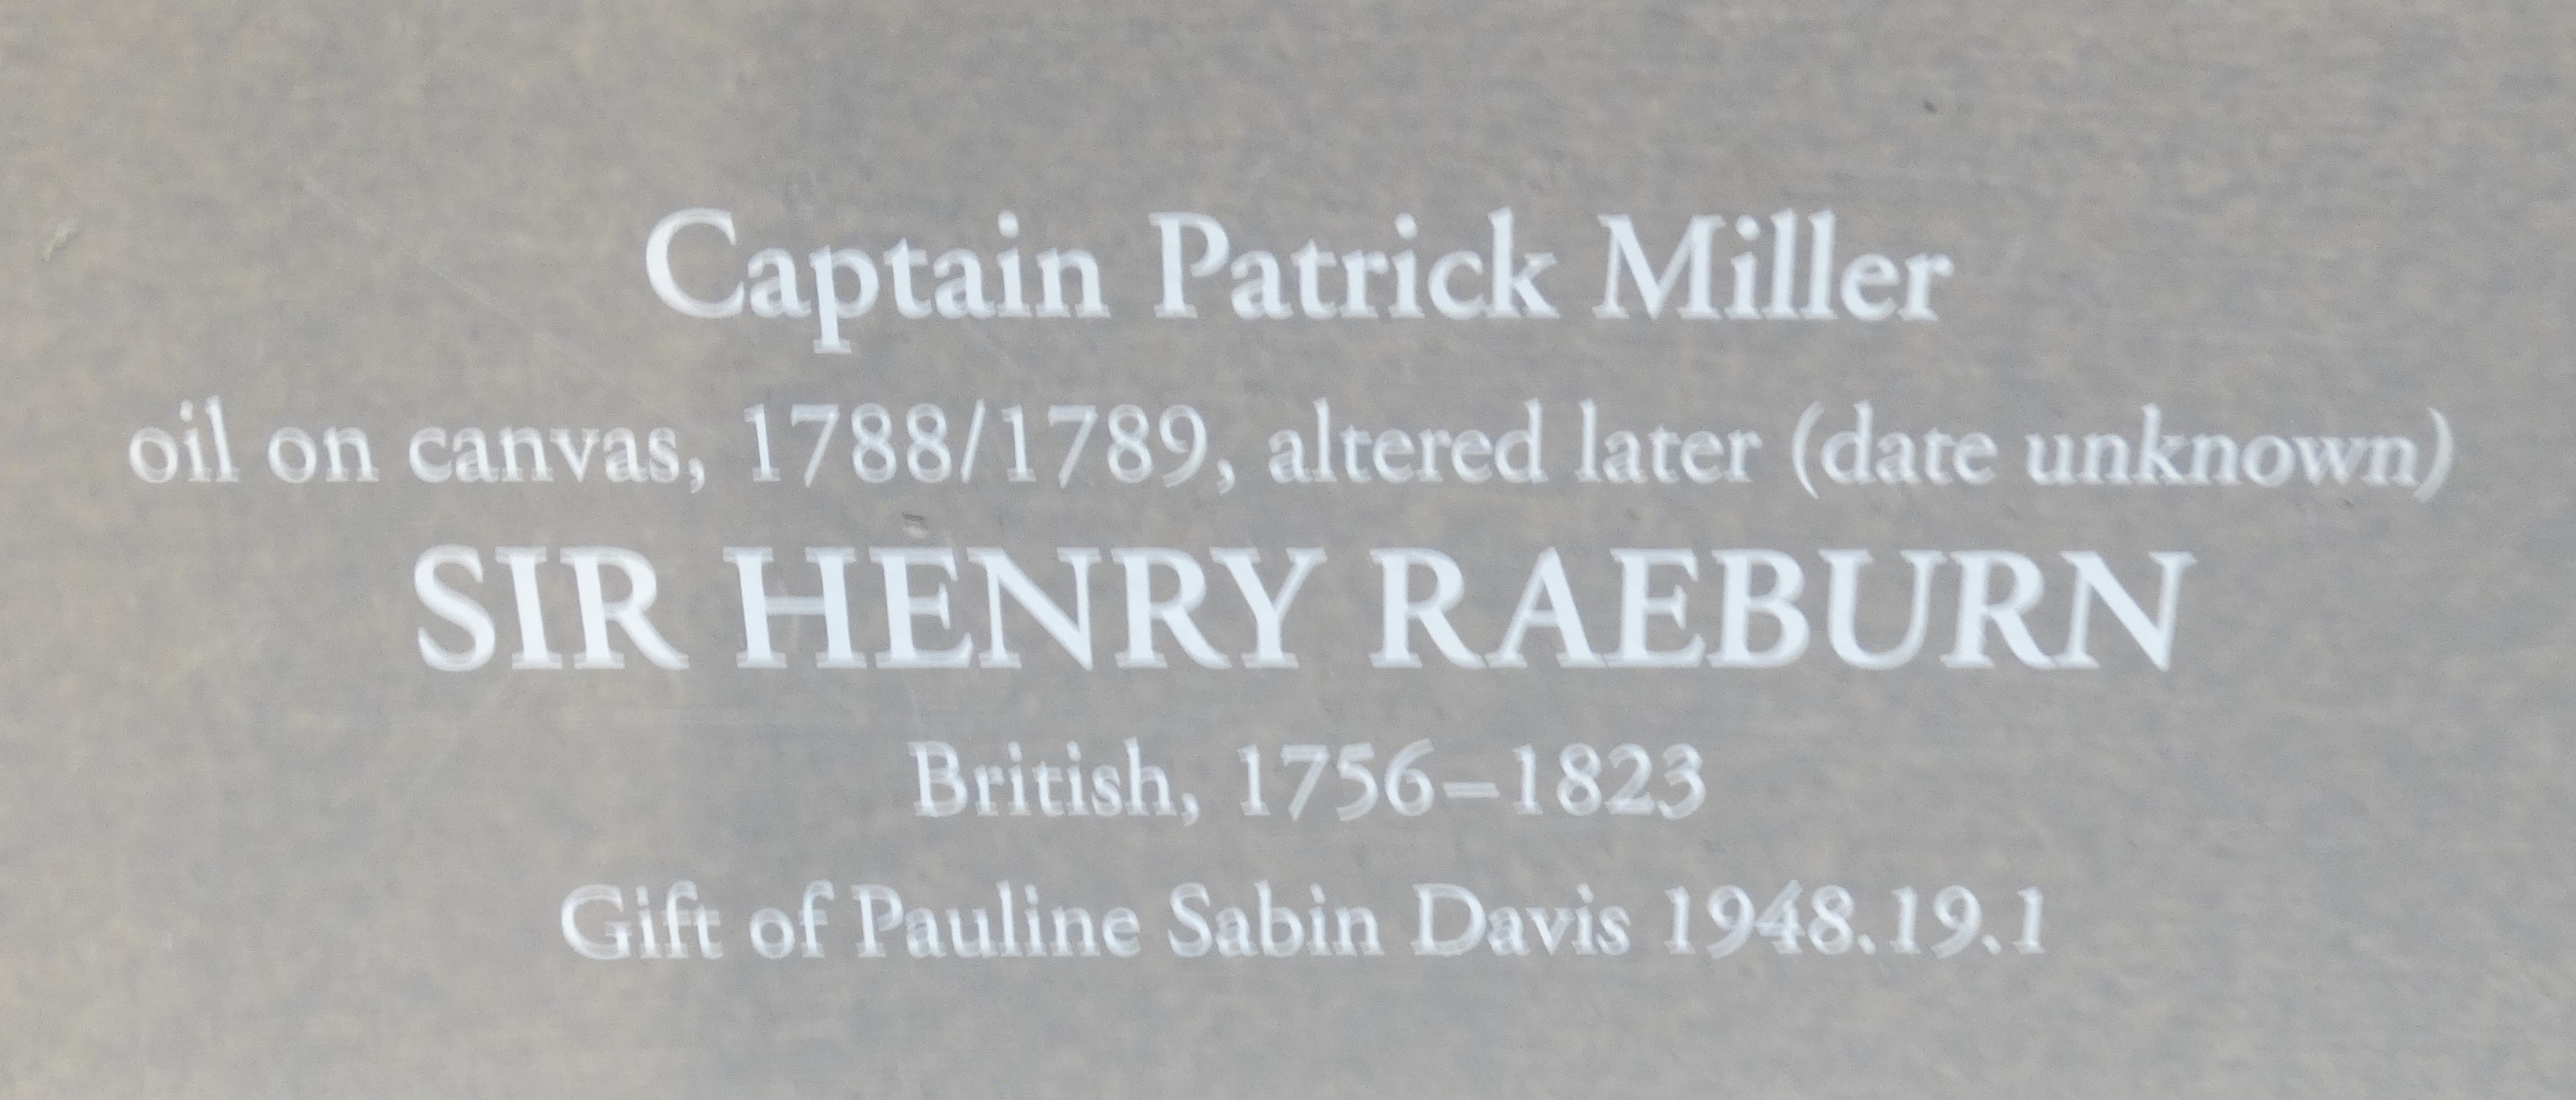 Captain Patrick Miller
oil on canvas, 1788/1789, altered later (date unknown)
SIR HENRY RAEBURN
British, 1756–1823
Gift of Pauline Sabin Davis 1948.19.1